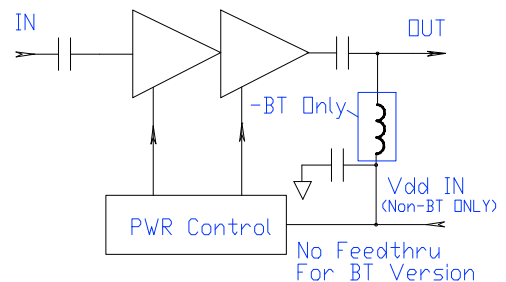 IN
OUT
-BT Only
Vdd IN
(Non-BT ONLY)
PWR Control
No Feedthru
For BT Version